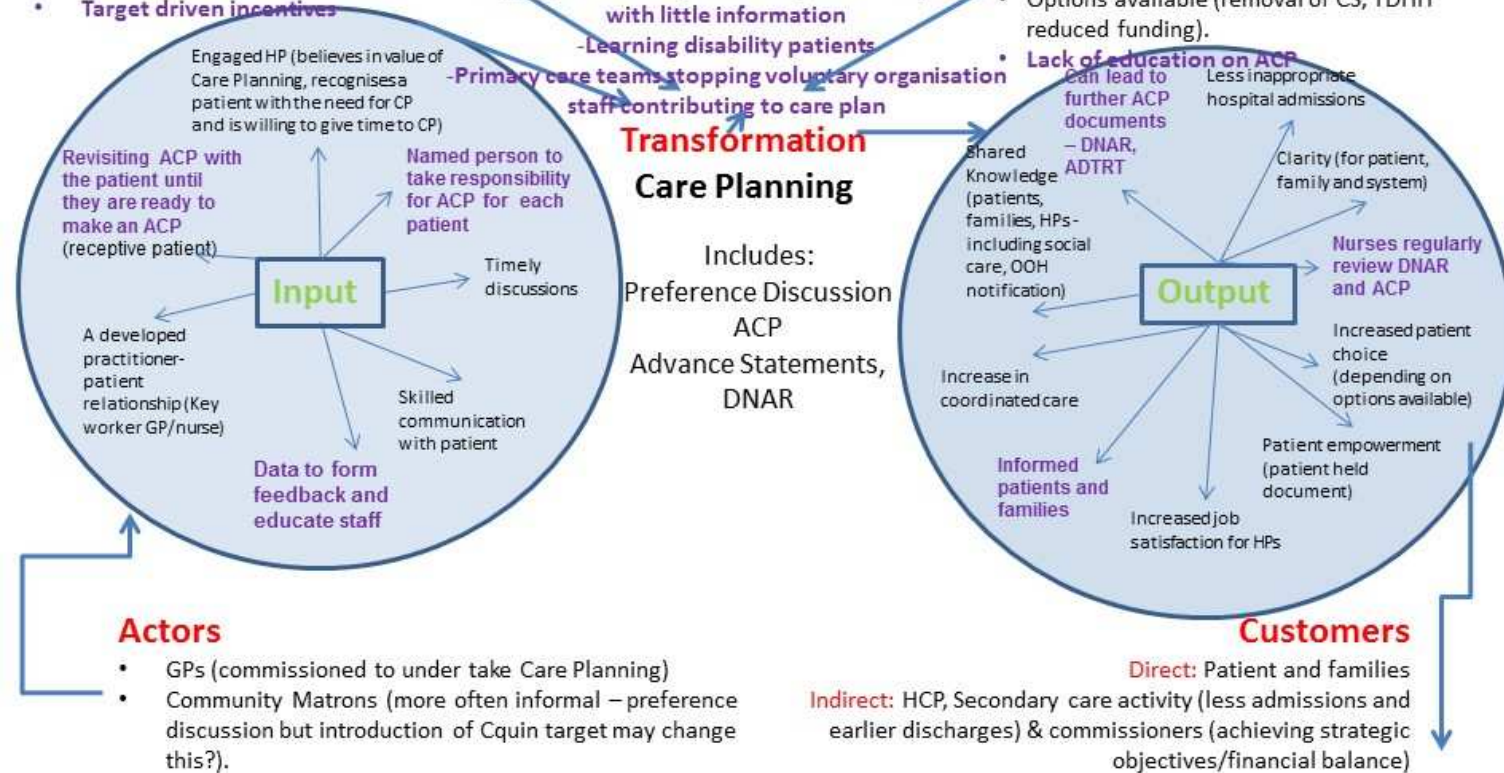 • Target driven incentives
with little information
-Learning disability patients
-Primary care teams stopping voluntary organisation
staff contributing to care plan
• Options available (removal of CS,
reduced funding).
• Lack of education on ACP
Engaged HP (believes in value of
Care Planning, recognises a
patient with the need for CP
and is willing to give time to CP)
Revisiting ACP with
the patient until
they are ready to
make an ACP
(receptive patient)
Named person to
take responsibility
for ACP for each
patient
Input
Timely
discussions
A developed
practitioner-
patient
relationship (Key
worker GP/nurse)
Skilled
communication
with patient
Data to form
feedback and
educate staff
Transformation
Care Planning
Includes:
Preference Discussion
ACP
Advance Statements,
DNAR
Can lead to
further ACP
documents
– DNAR,
ADTRT
Less inappropriate
hospital admissions
Shared
Knowledge
(patients,
families, HPs -
including social
care, OOH
notification)
Clarity (for patient,
family and system)
Output
Nurses regularly
review DNAR
and ACP
Increased patient
choice
(depending on
options available)
Increase in
coordinated care
Patient empowerment
(patient held
document)
Informed
patients and
families
Increased job
satisfaction for HPs
Actors
• GPs (commissioned to under take Care Planning)
• Community Matrons (more often informal – preference
discussion but introduction of Cquin target may change
this?).
Customers
Direct: Patient and families
Indirect: HCP, Secondary care activity (less admissions and
earlier discharges) & commissioners (achieving strategic
objectives/financial balance)